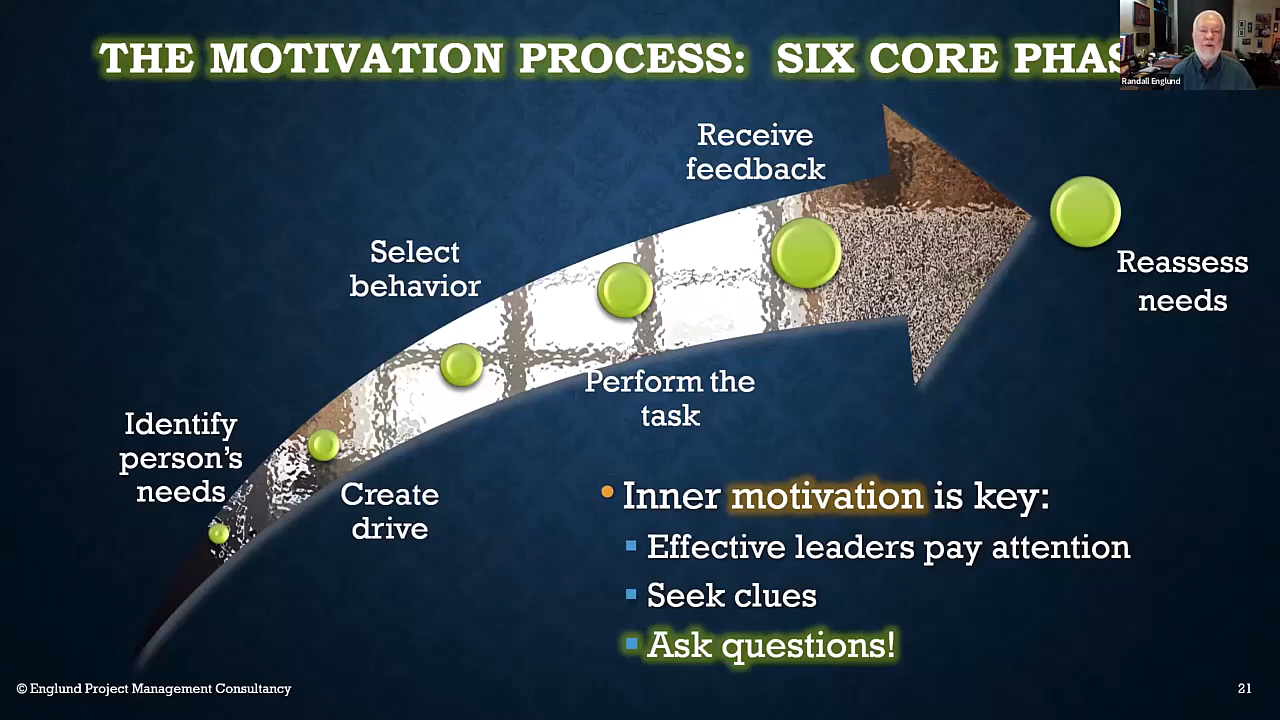 THE MOTIVATION PROCESS: SIX CORE
Randall Englund
Receive
feedback
Select
behavior
Reassess
needs
Perform the
task
Identify
person's
needs
Create
drive
Inner motivation is key:
Effective leaders pay attention
Seek clues
Ask questions!
© Englund Project Management Consultancy
21